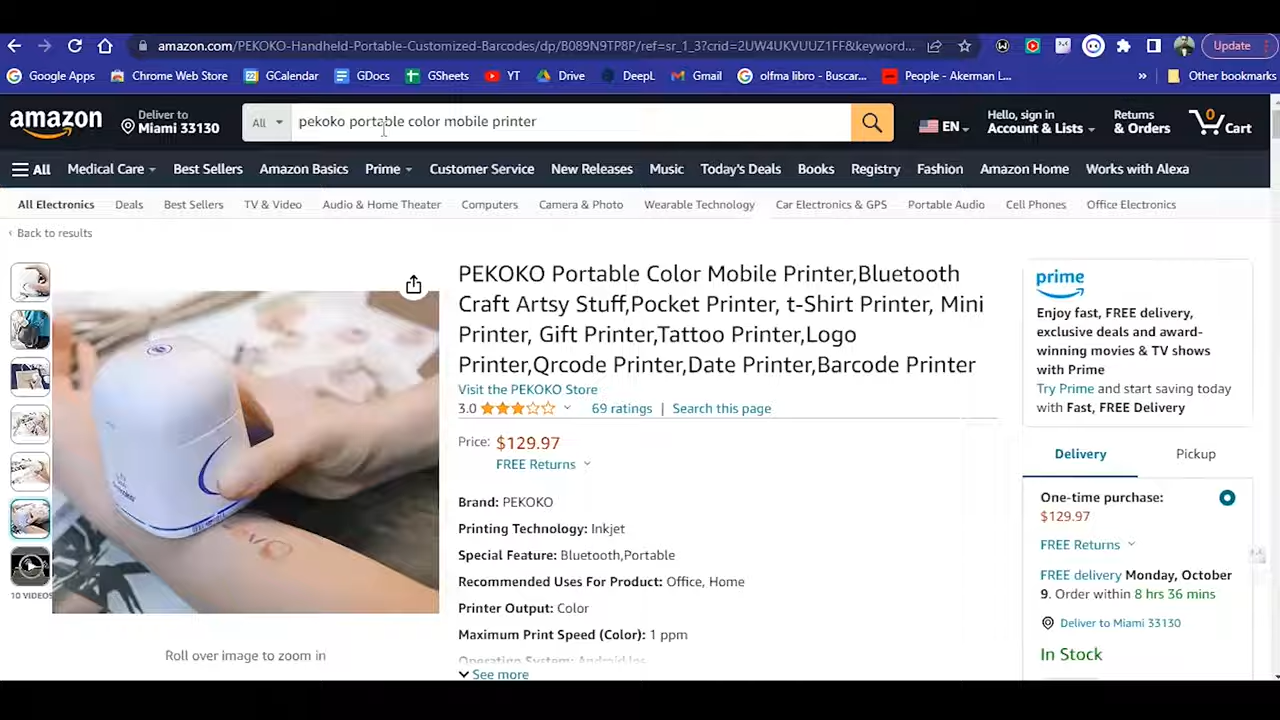 amazon.com/PEKOKO-Handheld-Portable-Customized-Barcodes/dp/B089N9TP8P/ref=sr_1_3?crid=2UW4UKVUUZ1FF&keyword...
Update
Google Apps
Chrome Web Store
GCalendar
GDocs
GSheets
YT
Drive
DeepL
Gmail
olfma libro - Buscar...
People - Akerman L...
»
Other bookmarks
amazon
Deliver to
Miami 33130
All
pekoko portable color mobile printer
EN
Hello, sign in
Account & Lists
Returns
& Orders
0
Cart
All
Medical Care
Best Sellers
Amazon Basics
Prime
Customer Service
New Releases
Music
Today's Deals
Books
Registry
Fashion
Amazon Home
Works with Alexa
All Electronics
Deals
Best Sellers
TV & Video
Audio & Home Theater
Computers
Camera & Photo
Wearable Technology
Car Electronics & GPS
Portable Audio
Cell Phones
Office Electronics
‹ Back to results
10 VIDEOS
Roll over image to zoom in
PEKOKO Portable Color Mobile Printer,Bluetooth
Craft Artsy Stuff,Pocket Printer, t-Shirt Printer, Mini
Printer, Gift Printer,Tattoo Printer,Logo
Printer,Qrcode Printer,Date Printer,Barcode Printer
Visit the PEKOKO Store
3.0
69 ratings | Search this page
Price: $129.97
FREE Returns
Brand: PEKOKO
Printing Technology: Inkjet
Special Feature: Bluetooth,Portable
Recommended Uses For Product: Office, Home
Printer Output: Color
Maximum Print Speed (Color): 1 ppm
Operating System: Android,Ios
See more
prime
Enjoy fast, FREE delivery,
exclusive deals and award-
winning movies & TV shows
with Prime
Try Prime and start saving today
with Fast, FREE Delivery
Delivery
Pickup
One-time purchase:
$129.97
FREE Returns
FREE delivery Monday, October
9. Order within 8 hrs 36 mins
Deliver to Miami 33130
In Stock